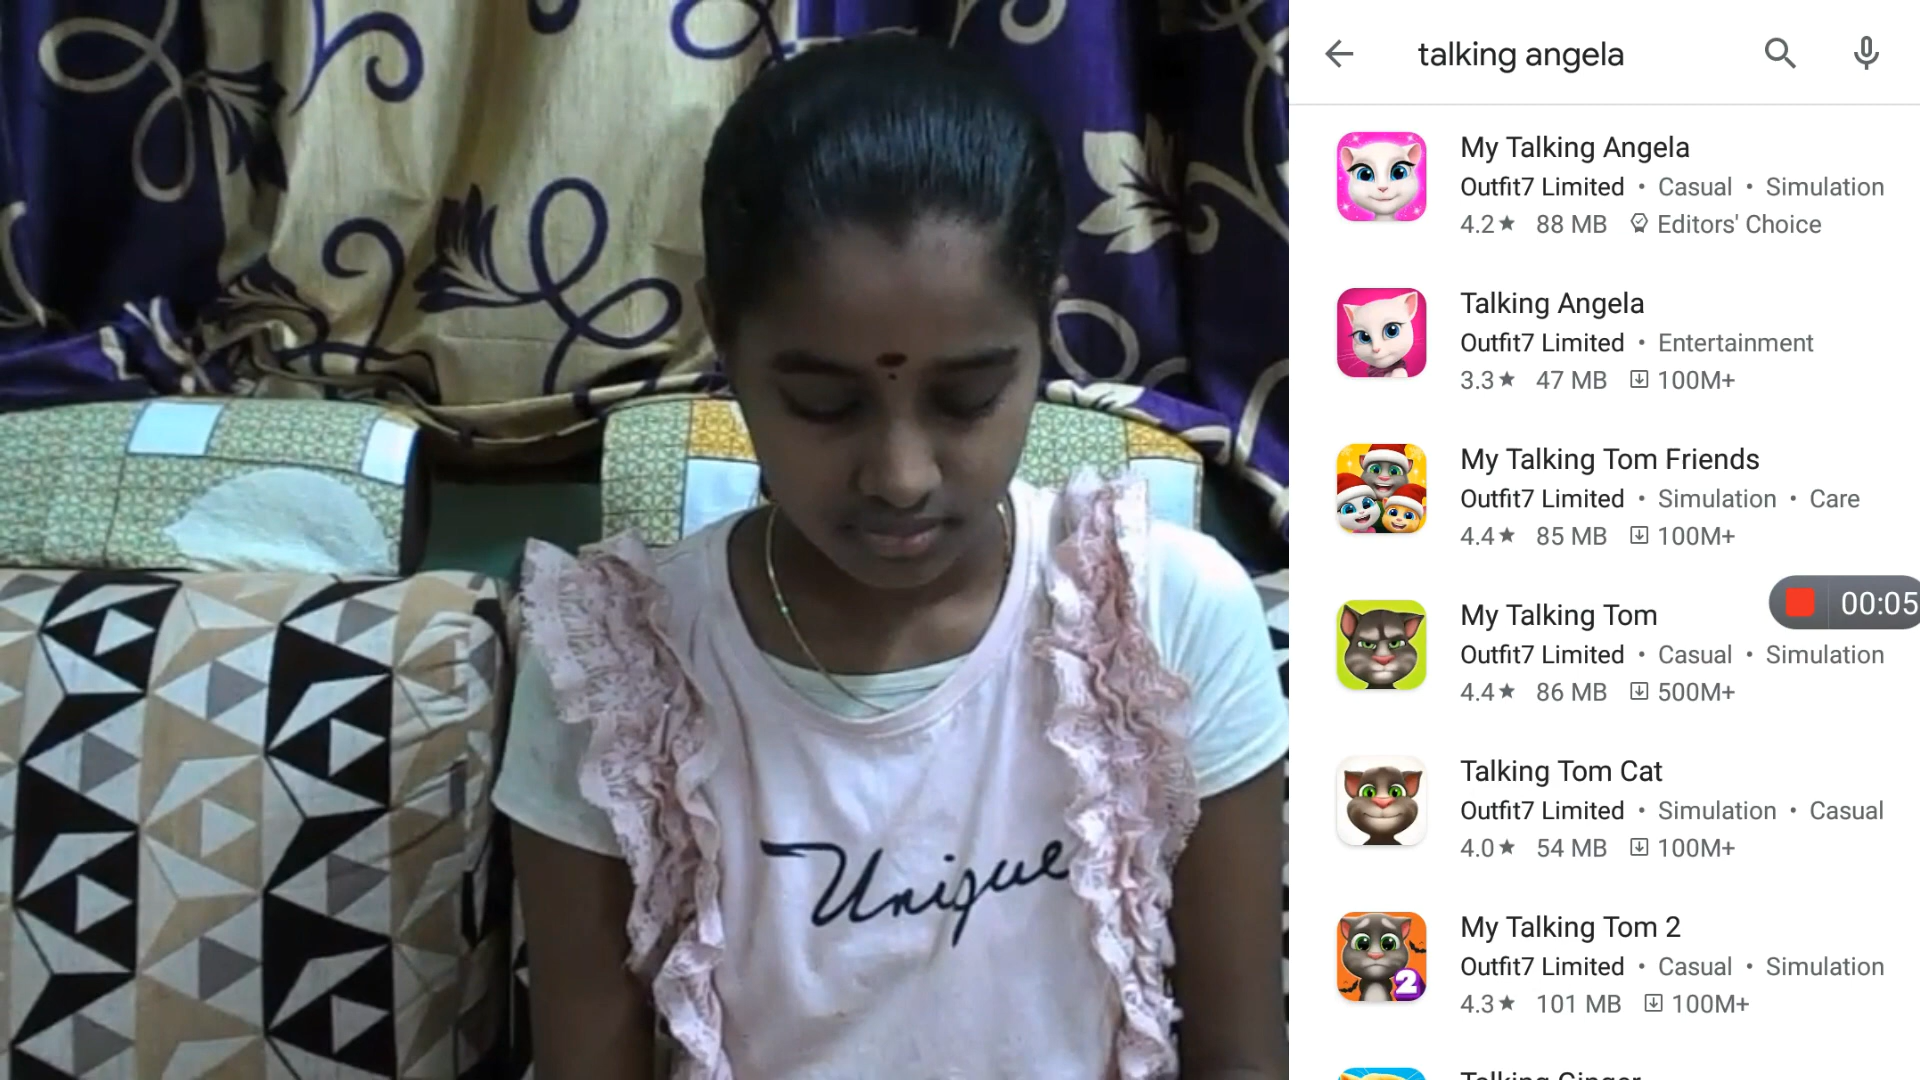 talking angela
My Talking Angela
Outfit7 Limited • Casual • Simulation
4.2★ 88 MB Editors' Choice
Talking Angela
Outfit7 Limited • Entertainment
3.3★ 47 MB 100M+
My Talking Tom Friends
Outfit7 Limited • Simulation • Care
4.4★ 85 MB 100M+
My Talking Tom
00:05
Outfit7 Limited • Casual • Simulation
4.4★ 86 MB 500M+
Talking Tom Cat
Outfit7 Limited • Simulation • Casual
4.0★ 54 MB 100M+
My Talking Tom 2
Outfit7 Limited • Casual • Simulation
4.3★ 101 MB 100M+
2
Talking Ginger
Unique